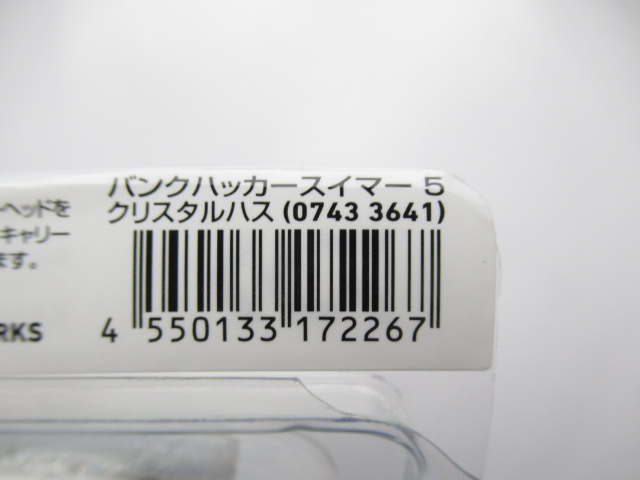 バンクハッカースイマー 5
クリスタルハス (0743 3641)
ヘッドを
キャリー
ます。
4 550133 172267
RKS